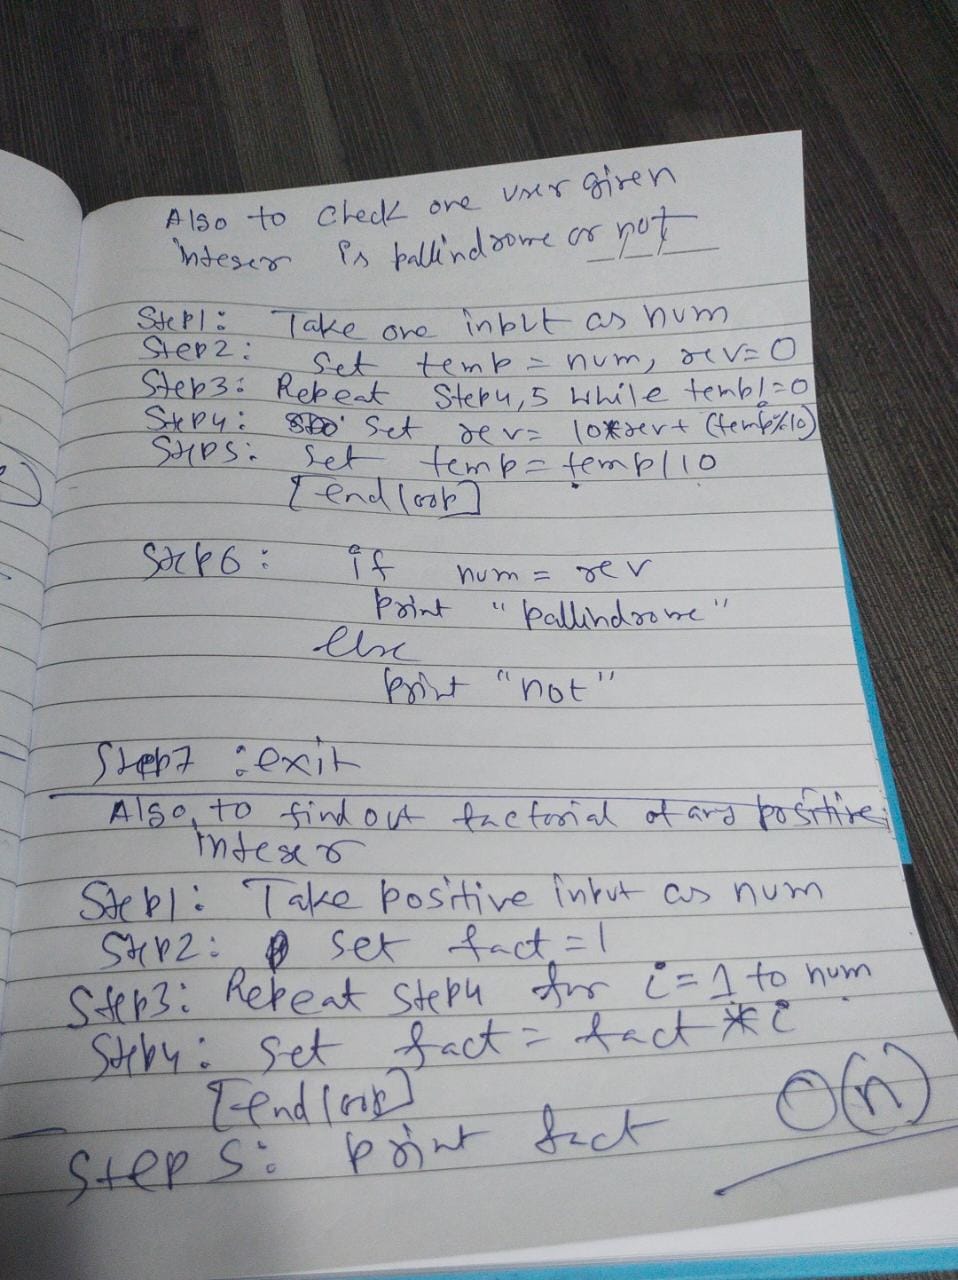 Also to check one user given
integer is pallindrome or not
Step1: Take one input as num
Step2: Set temp = num, rev=0
Step3: Repeat Step4,5 while temp!=0
Step4: Set rev= 10*rev+ (temp%10)
Step5: Set temp = temp/10
[end loop]
Step6: if num = rev
print "pallindrome"
else
print "not"
Step7 : exit
Also, to find out factorial of any positive
integer
Step1: Take positive input as num
Step2: set fact=1
Step3: Repeat step4 for i=1 to num
Step4: set fact = fact * i
[end loop]
O(n)
Step 5: print fact